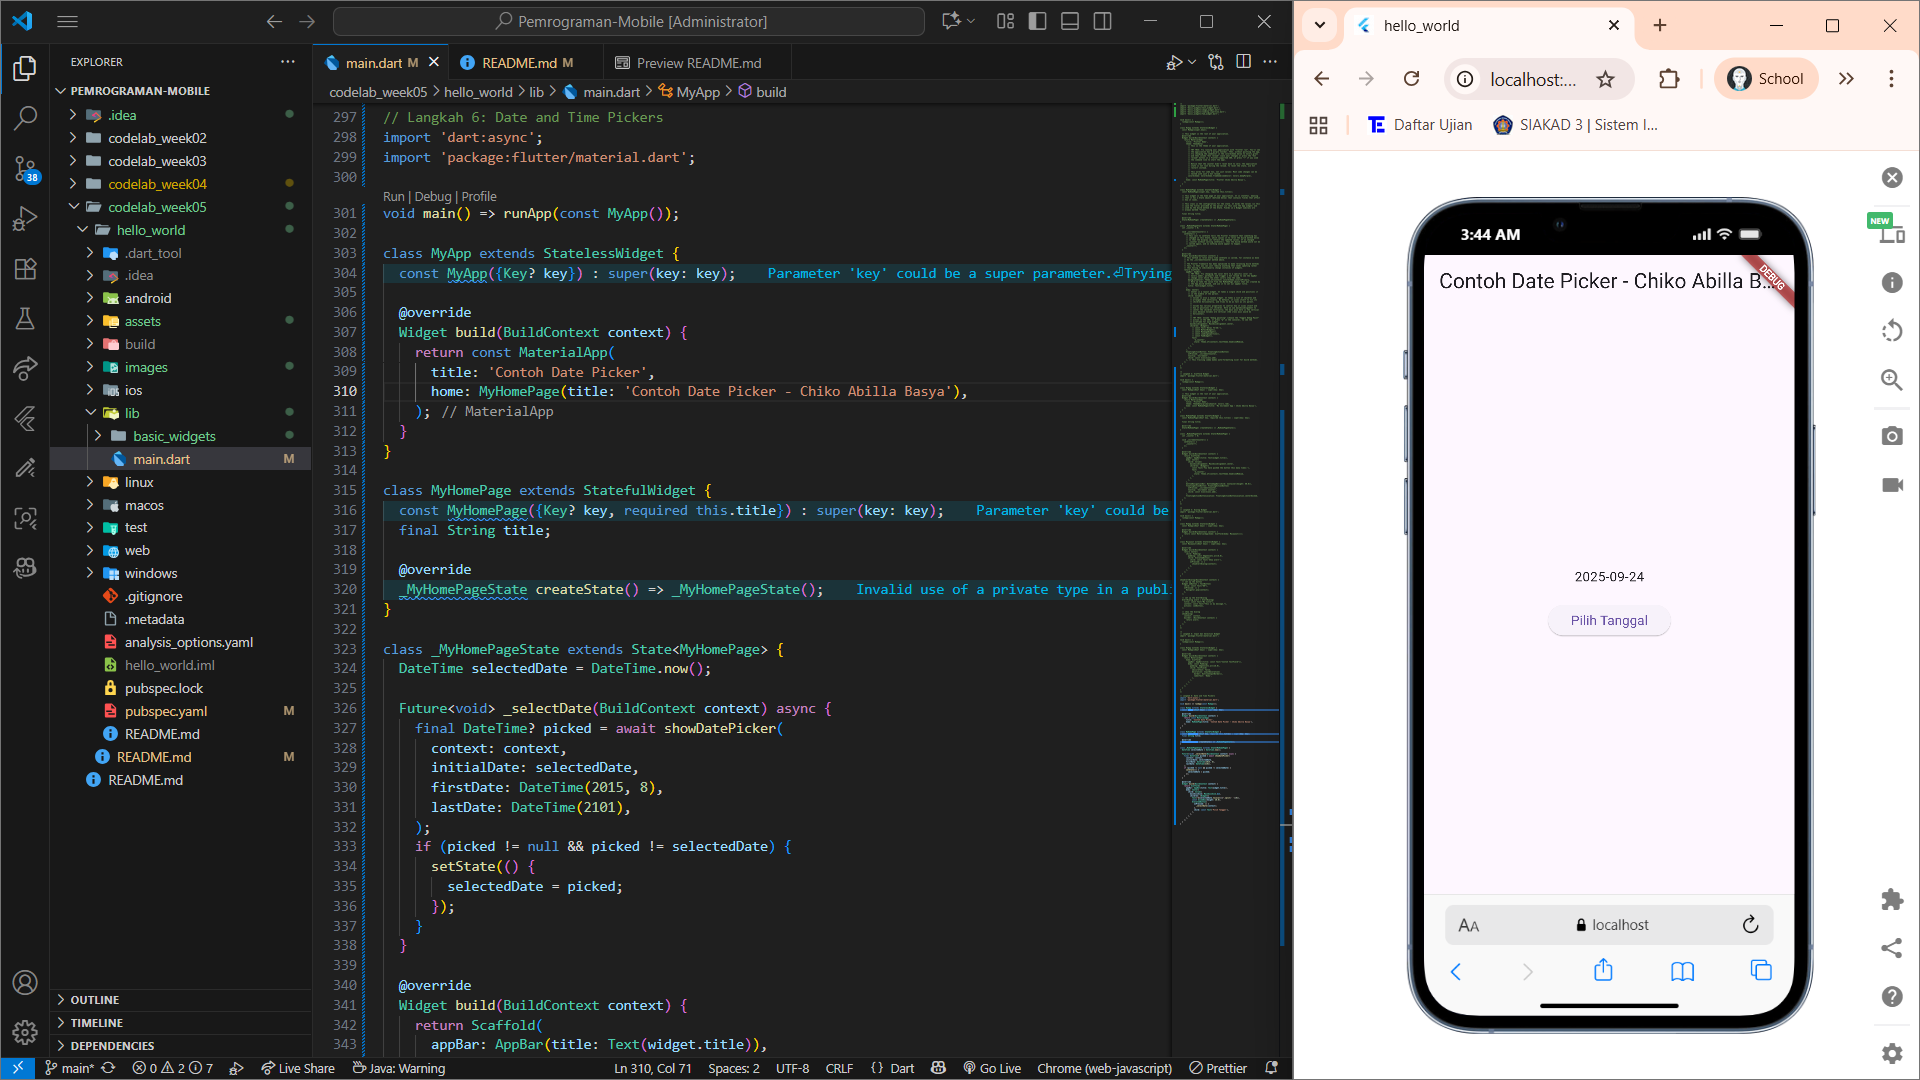 Pemrograman-Mobile [Administrator]
EXPLORER
PEMROGRAMAN-MOBILE
.idea
codelab_week02
codelab_week03
38
codelab_week04
codelab_week05
hello_world
.dart_tool
.idea
android
assets
build
images
ios
lib
basic_widgets
main.dart M
linux
macos
test
web
windows
.gitignore
.metadata
analysis_options.yaml
hello_world.iml
pubspec.lock
pubspec.yaml M
README.md
README.md M
README.md
OUTLINE
TIMELINE
DEPENDENCIES
main.dart M
README.md M
Preview README.md
codelab_week05 > hello_world > lib > main.dart > MyApp > build
297 // Langkah 6: Date and Time Pickers
298 import 'dart:async';
299 import 'package:flutter/material.dart';
300
Run | Debug | Profile
301 void main() => runApp(const MyApp());
302
303 class MyApp extends StatelessWidget {
304 const MyApp({Key? key}) : super(key: key); Parameter 'key' could be a super parameter.⏎Trying
305
306 @override
307 Widget build(BuildContext context) {
308 return const MaterialApp(
309 title: 'Contoh Date Picker',
310 home: MyHomePage(title: 'Contoh Date Picker - Chiko Abilla Basya'),
311 ); // MaterialApp
312 }
313 }
314
315 class MyHomePage extends StatefulWidget {
316 const MyHomePage({Key? key, required this.title}) : super(key: key); Parameter 'key' could be
317 final String title;
318
319 @override
320 _MyHomePageState createState() => _MyHomePageState(); Invalid use of a private type in a publ
321 }
322
323 class _MyHomePageState extends State<MyHomePage> {
324 DateTime selectedDate = DateTime.now();
325
326 Future<void> _selectDate(BuildContext context) async {
327 final DateTime? picked = await showDatePicker(
328 context: context,
329 initialDate: selectedDate,
330 firstDate: DateTime(2015, 8),
331 lastDate: DateTime(2101),
332 );
333 if (picked != null && picked != selectedDate) {
334 setState(() {
335 selectedDate = picked;
336 });
337 }
338 }
339
340 @override
341 Widget build(BuildContext context) {
342 return Scaffold(
343 appBar: AppBar(title: Text(widget.title)),
main* 0 2 7 Live Share Java: Warning Ln 310, Col 71 Spaces: 2 UTF-8 CRLF {} Dart Go Live Chrome (web-javascript) Prettier
hello_world
localhost:...
School
Daftar Ujian
SIAKAD 3 | Sistem I...
NEW
3:44 AM
Contoh Date Picker - Chiko Abilla B...
DEBUG
2025-09-24
Pilih Tanggal
AA localhost